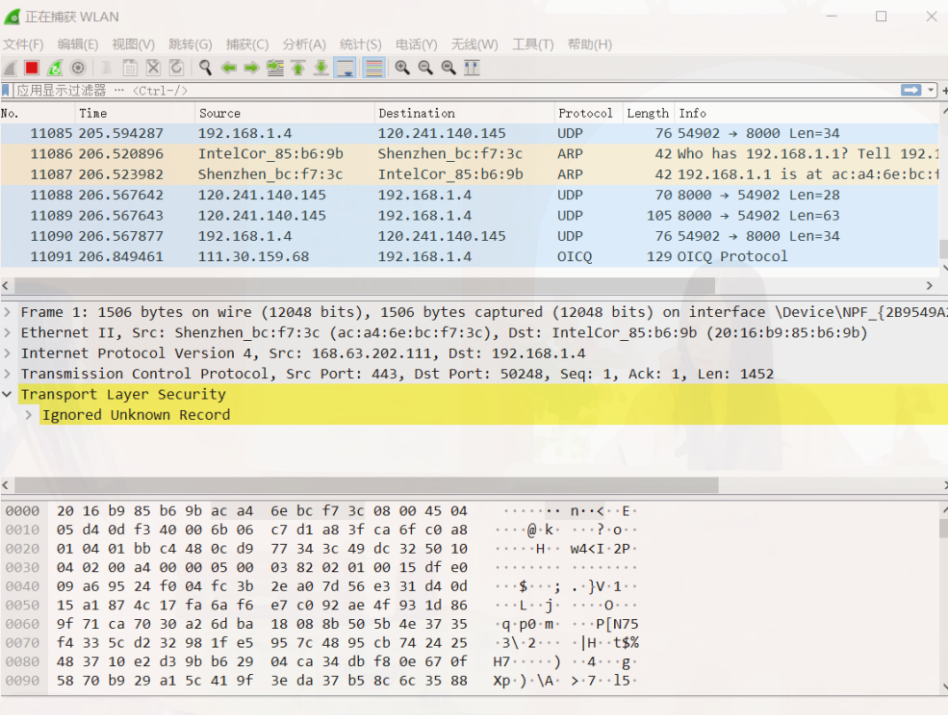 正在捕获 WLAN
文件(F) 编辑(E) 视图(V) 跳转(G) 捕获(C) 分析(A) 统计(S) 电话(Y) 无线(W) 工具(T) 帮助(H)
应用显示过滤器 … <Ctrl-/>
No. Time Source Destination Protocol Length Info
11085 205.594287 192.168.1.4 120.241.140.145 UDP 76 54902 → 8000 Len=34
11086 206.520896 IntelCor_85:b6:9b Shenzhen_bc:f7:3c ARP 42 Who has 192.168.1.1? Tell 192.1
11087 206.523982 Shenzhen_bc:f7:3c IntelCor_85:b6:9b ARP 42 192.168.1.1 is at ac:a4:6e:bc:f
11088 206.567642 120.241.140.145 192.168.1.4 UDP 70 8000 → 54902 Len=28
11089 206.567643 120.241.140.145 192.168.1.4 UDP 105 8000 → 54902 Len=63
11090 206.567877 192.168.1.4 120.241.140.145 UDP 76 54902 → 8000 Len=34
11091 206.849461 111.30.159.68 192.168.1.4 OICQ 129 OICQ Protocol
Frame 1: 1506 bytes on wire (12048 bits), 1506 bytes captured (12048 bits) on interface \Device\NPF_{2B9549A
Ethernet II, Src: Shenzhen_bc:f7:3c (ac:a4:6e:bc:f7:3c), Dst: IntelCor_85:b6:9b (20:16:b9:85:b6:9b)
Internet Protocol Version 4, Src: 168.63.202.111, Dst: 192.168.1.4
Transmission Control Protocol, Src Port: 443, Dst Port: 50248, Seq: 1, Ack: 1, Len: 1452
Transport Layer Security
Ignored Unknown Record
0000 20 16 b9 85 b6 9b ac a4 6e bc f7 3c 08 00 45 04 ········ n··<··E·
0010 05 d4 0d f3 40 00 6b 06 c7 d1 a8 3f ca 6f c0 a8 ····@·k· ···?·o··
0020 01 04 01 bb c4 48 0c d9 77 34 3c 49 dc 32 50 10 ·····H·· w4<I·2P·
0030 04 02 00 a4 00 00 05 00 03 82 02 01 00 15 df e0 ········ ········
0040 09 a6 95 24 f0 04 fc 3b 2e a0 7d 56 e3 31 d4 0d ···$···; .·}V·1··
0050 15 a1 87 4c 17 fa 6a f6 e7 c0 92 ae 4f 93 1d 86 ···L··j· ····O···
0060 9f 71 ca 70 30 a2 6d ba 18 08 8b 50 5b 4e 37 35 ·q·p0·m· ···P[N75
0070 f4 33 5c d2 32 98 1f e5 95 7c 48 95 cb 74 24 25 ·3\·2··· ·|H··t$%
0080 48 37 10 e2 d3 9b b6 29 04 ca 34 db f8 0e 67 0f H7·····) ··4···g·
0090 58 70 b9 29 a1 5c 41 9f 3e da 37 b5 8c 6c 35 88 Xp·)·\A· >·7··l5·